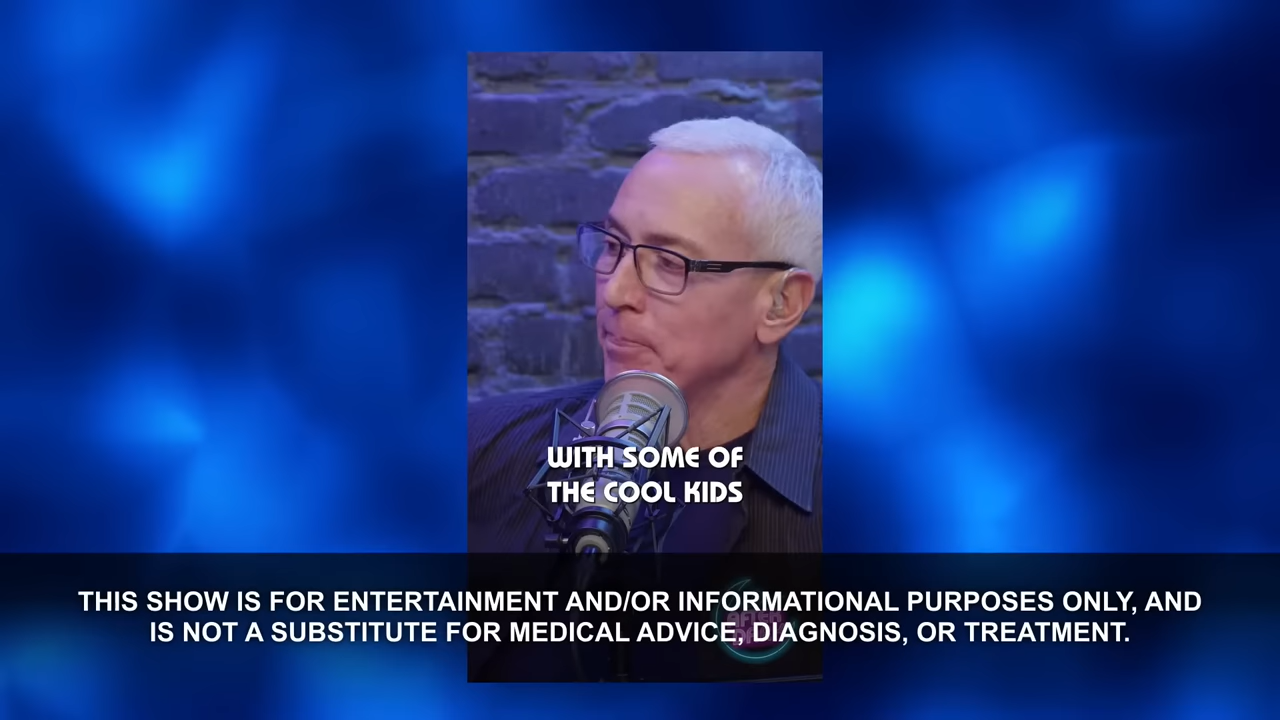 WITH SOME OF
THE COOL KIDS
THIS SHOW IS FOR ENTERTAINMENT AND/OR INFORMATIONAL PURPOSES ONLY, AND
IS NOT A SUBSTITUTE FOR MEDICAL ADVICE, DIAGNOSIS, OR TREATMENT.
AFTER